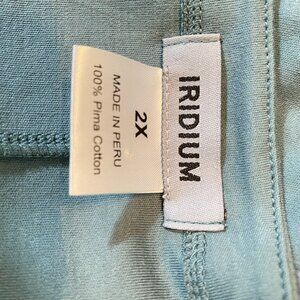 IRIDIUM
2X
MADE IN PERU
100% Pima Cotton